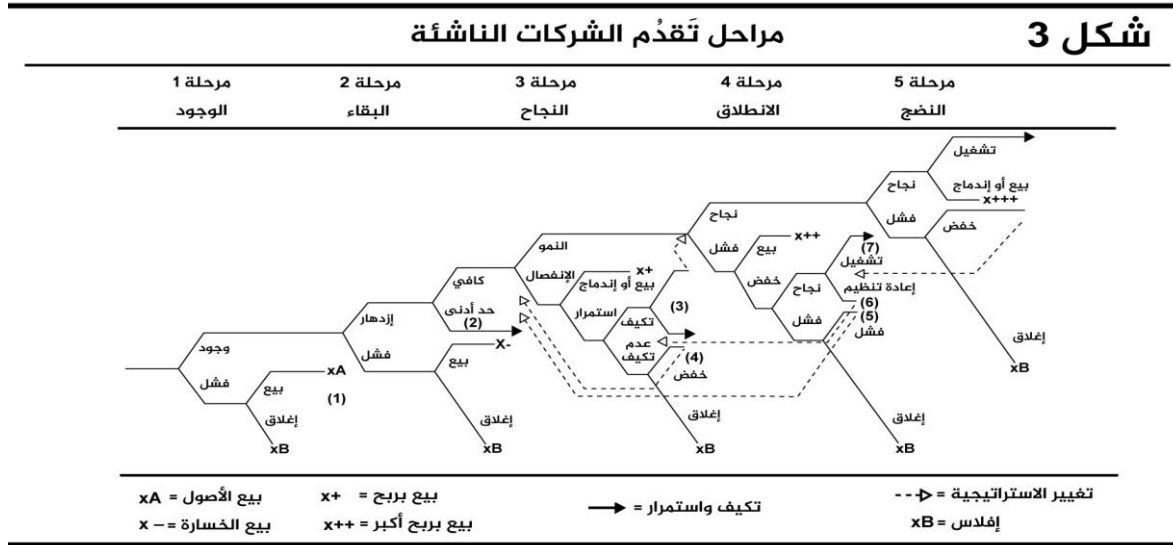 شكل 3
مراحل تَقدُم الشركات الناشئة
مرحلة 1
مرحلة 2
مرحلة 3
مرحلة 4
مرحلة 5
الوجود
البقاء
النجاح
الانطلاق
النضج
وجود
فشل
بيع
xA
(1)
إغلاق
xB
إزدهار
فشل
كافي
حد أدنى
(2)
بيع
X-
إغلاق
xB
النمو
الإنفصال
بيع أو إندماج
x+
استمرار
تكيف
(3)
عدم
تكيف
خفض
(4)
إغلاق
xB
نجاح
فشل
بيع
x++
خفض
نجاح
فشل
تشغيل
(7)
إعادة تنظيم
(6)
(5)
فشل
إغلاق
xB
نجاح
فشل
تشغيل
بيع أو إندماج
x+++
خفض
إغلاق
xB
xA = بيع الأصول
x – = بيع الخسارة
x+ = بيع بربح
x++ = بيع بربح أكبر
تكيف واستمرار =
تغيير الاستراتيجية =
xB = إفلاس